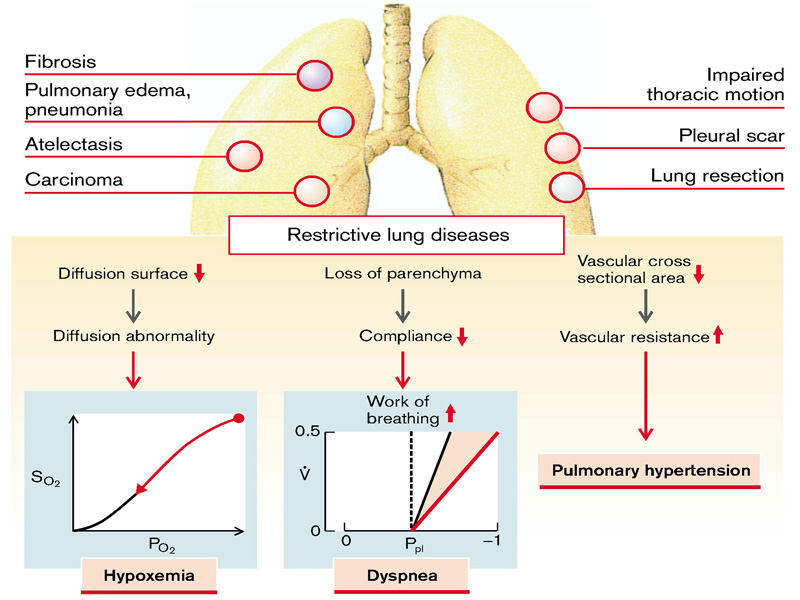 Fibrosis
Pulmonary edema,
pneumonia
Atelectasis
Carcinoma
Impaired
thoracic motion
Pleural scar
Lung resection
Restrictive lung diseases
Diffusion surface
Diffusion abnormality
SO2
PO2
Hypoxemia
Loss of parenchyma
Compliance
Work of
breathing
0.5
V̇
0
0
Ppl
–1
Dyspnea
Vascular cross
sectional area
Vascular resistance
Pulmonary hypertension